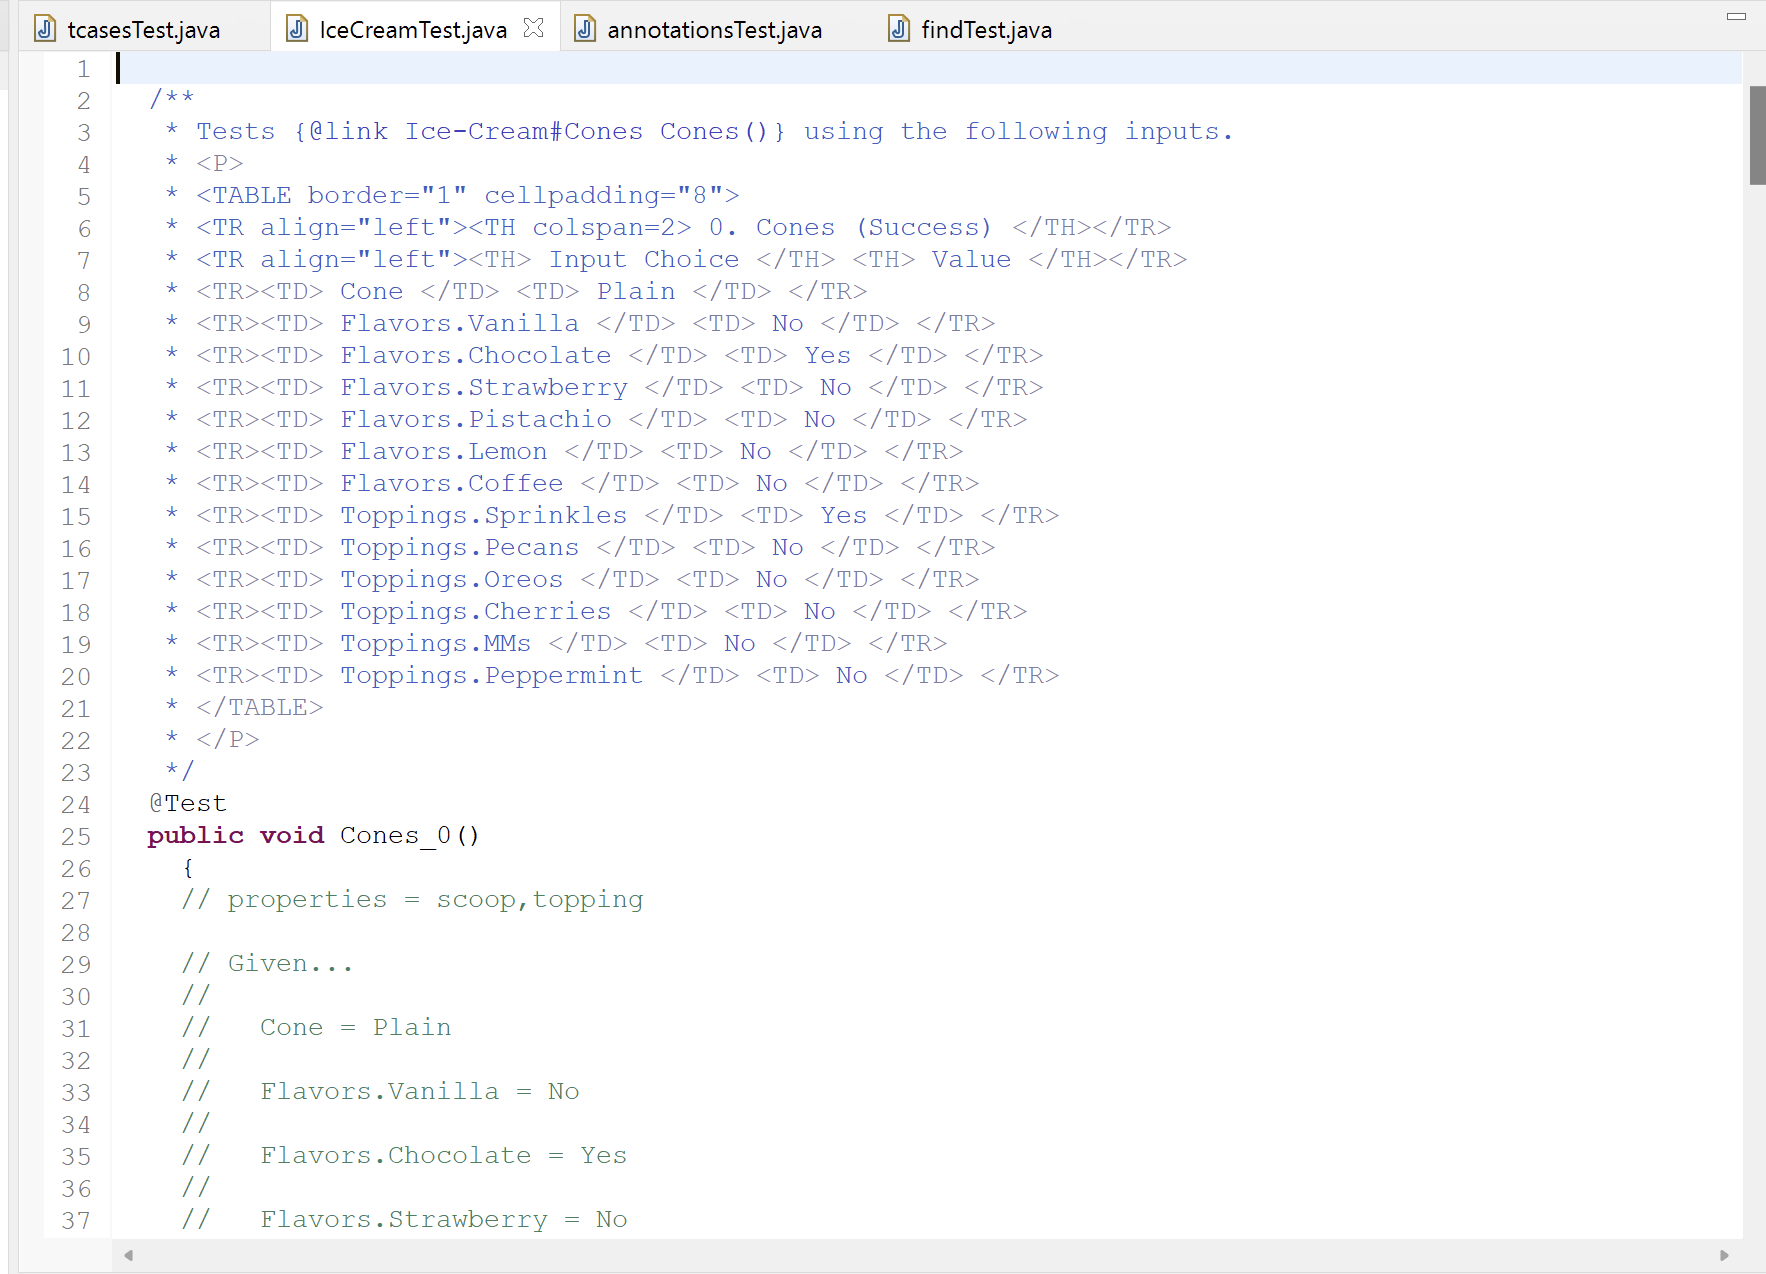 tcasesTest.java IceCreamTest.java annotationsTest.java findTest.java
1
2 /**
3 * Tests {@link Ice-Cream#Cones Cones()} using the following inputs.
4 * <P>
5 * <TABLE border="1" cellpadding="8">
6 * <TR align="left"><TH colspan=2> 0. Cones (Success) </TH></TR>
7 * <TR align="left"><TH> Input Choice </TH> <TH> Value </TH></TR>
8 * <TR><TD> Cone </TD> <TD> Plain </TD> </TR>
9 * <TR><TD> Flavors.Vanilla </TD> <TD> No </TD> </TR>
10 * <TR><TD> Flavors.Chocolate </TD> <TD> Yes </TD> </TR>
11 * <TR><TD> Flavors.Strawberry </TD> <TD> No </TD> </TR>
12 * <TR><TD> Flavors.Pistachio </TD> <TD> No </TD> </TR>
13 * <TR><TD> Flavors.Lemon </TD> <TD> No </TD> </TR>
14 * <TR><TD> Flavors.Coffee </TD> <TD> No </TD> </TR>
15 * <TR><TD> Toppings.Sprinkles </TD> <TD> Yes </TD> </TR>
16 * <TR><TD> Toppings.Pecans </TD> <TD> No </TD> </TR>
17 * <TR><TD> Toppings.Oreos </TD> <TD> No </TD> </TR>
18 * <TR><TD> Toppings.Cherries </TD> <TD> No </TD> </TR>
19 * <TR><TD> Toppings.MMs </TD> <TD> No </TD> </TR>
20 * <TR><TD> Toppings.Peppermint </TD> <TD> No </TD> </TR>
21 * </TABLE>
22 * </P>
23 */
24 @Test
25 public void Cones_0()
26 {
27 // properties = scoop,topping
28
29 // Given...
30 //
31 // Cone = Plain
32 //
33 // Flavors.Vanilla = No
34 //
35 // Flavors.Chocolate = Yes
36 //
37 // Flavors.Strawberry = No